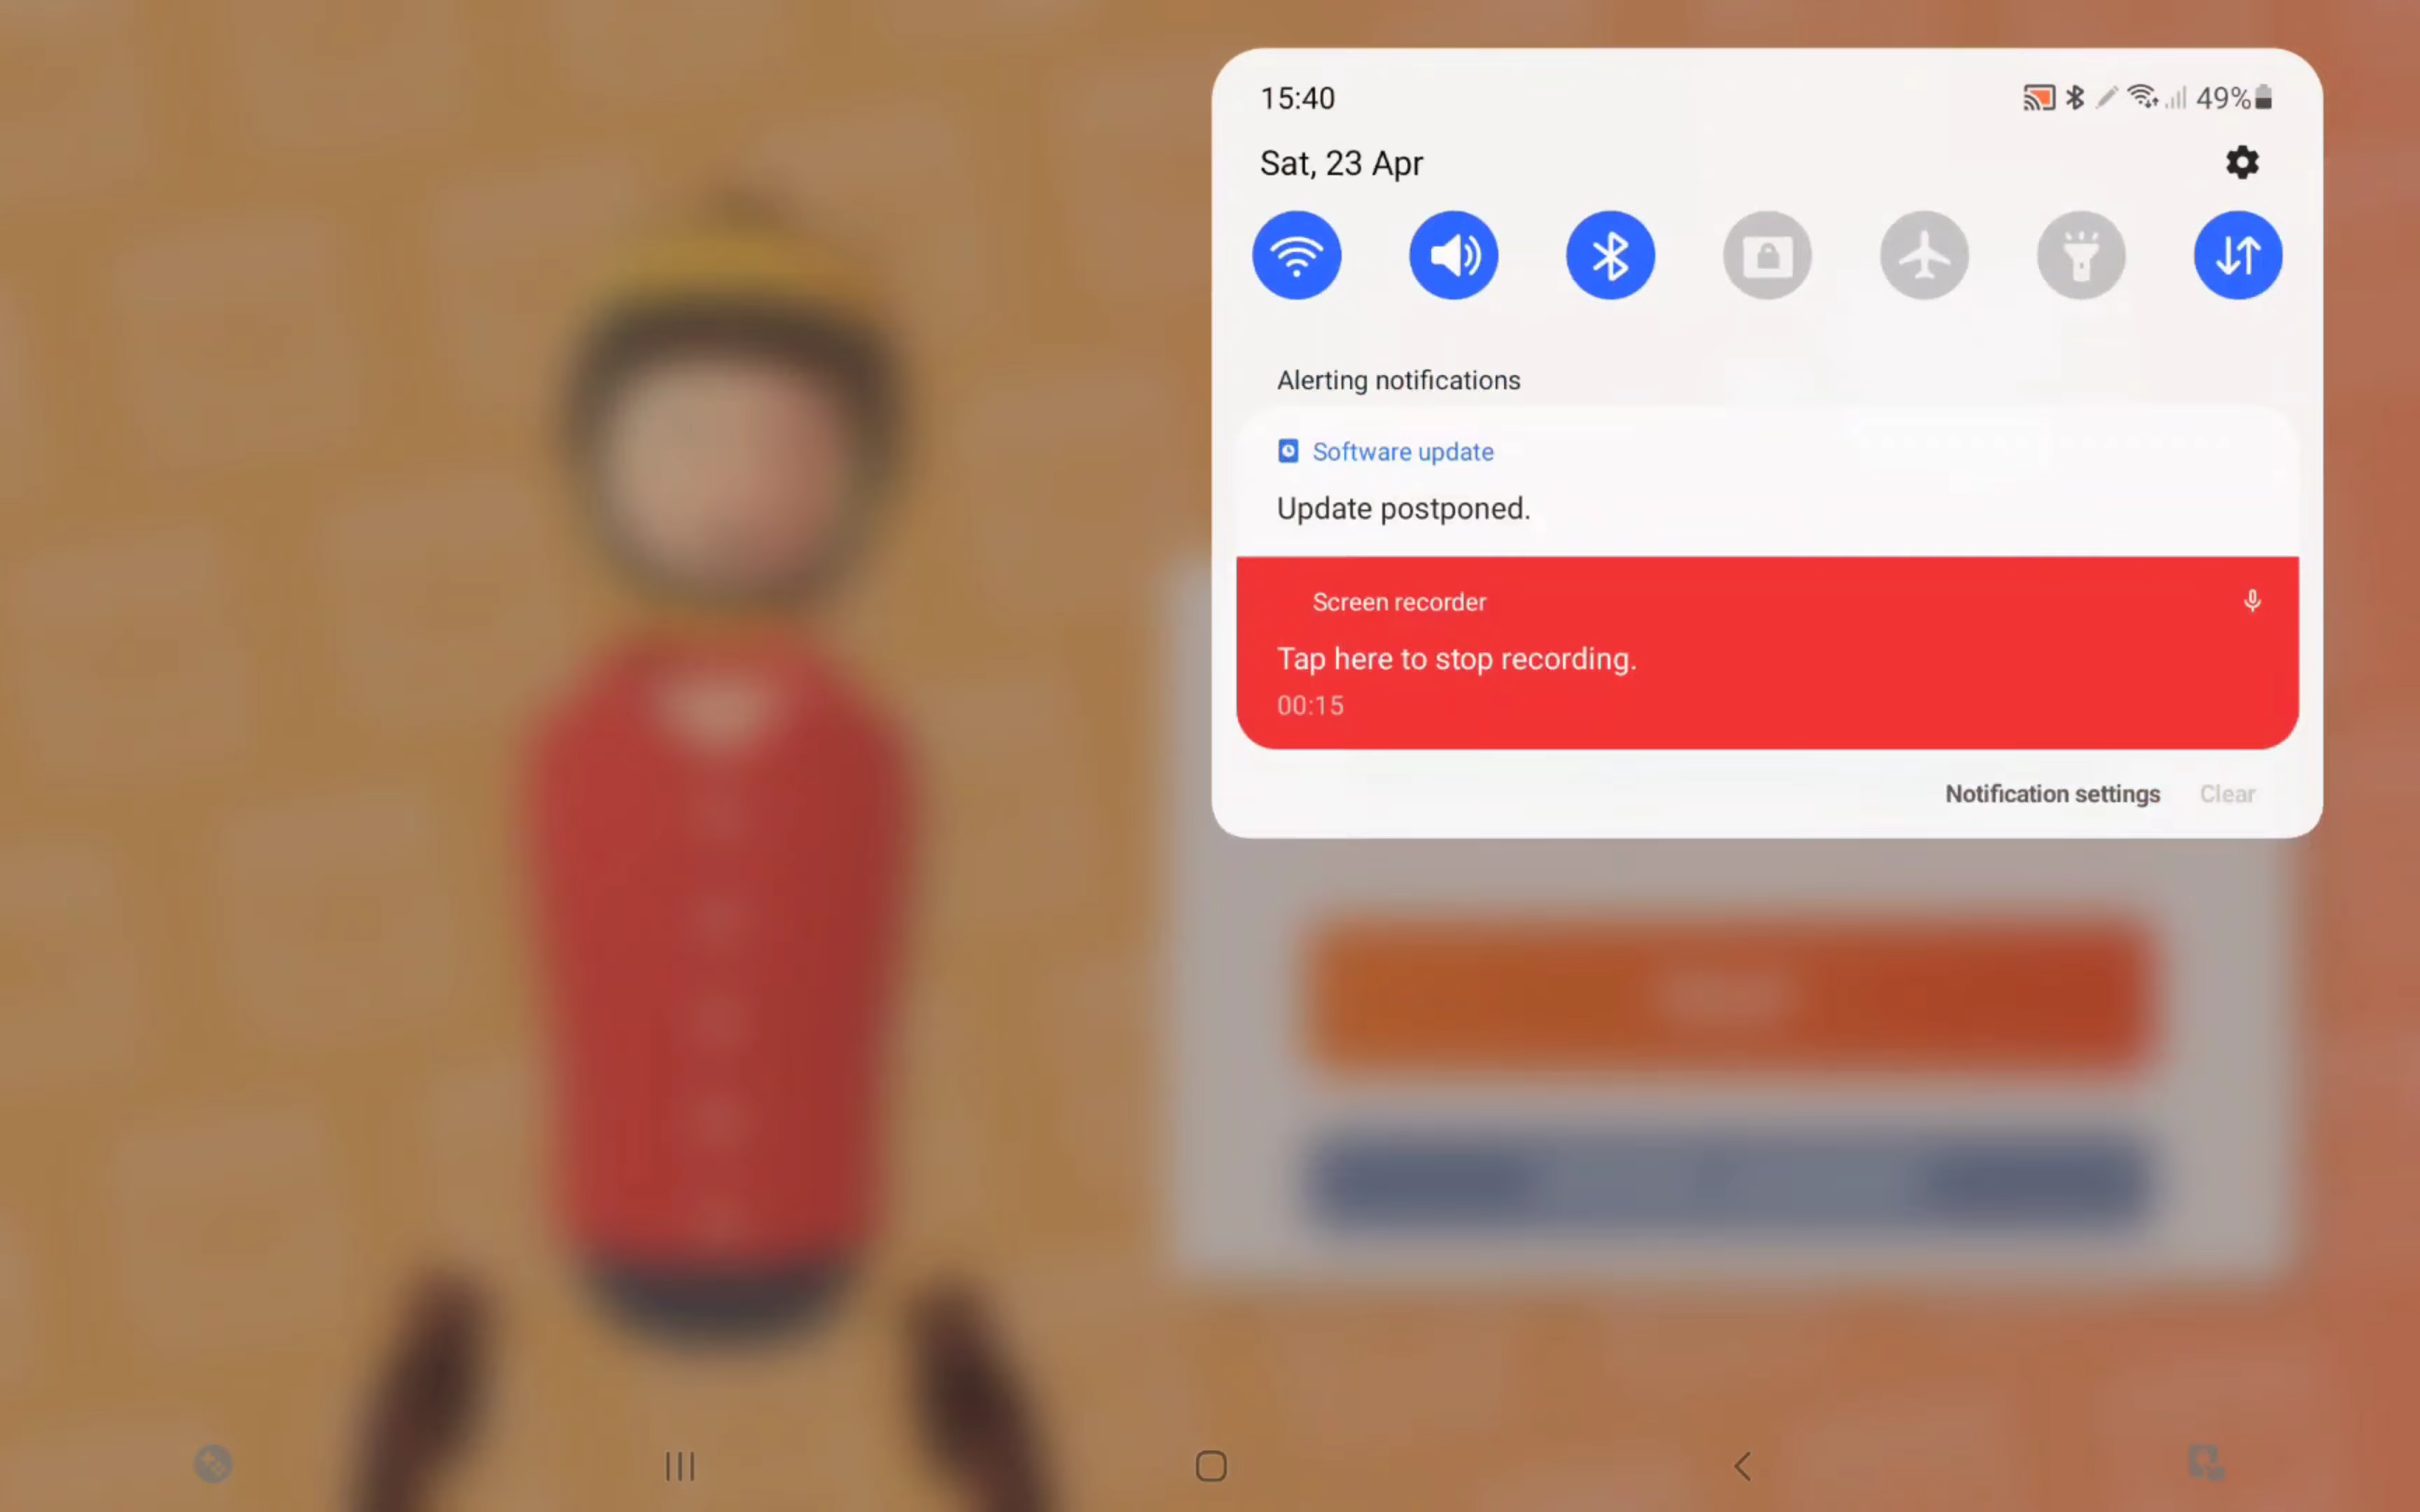 15:40
49%
Sat, 23 Apr
Alerting notifications
Software update
Update postponed.
Screen recorder
Tap here to stop recording.
00:15
Notification settings Clear